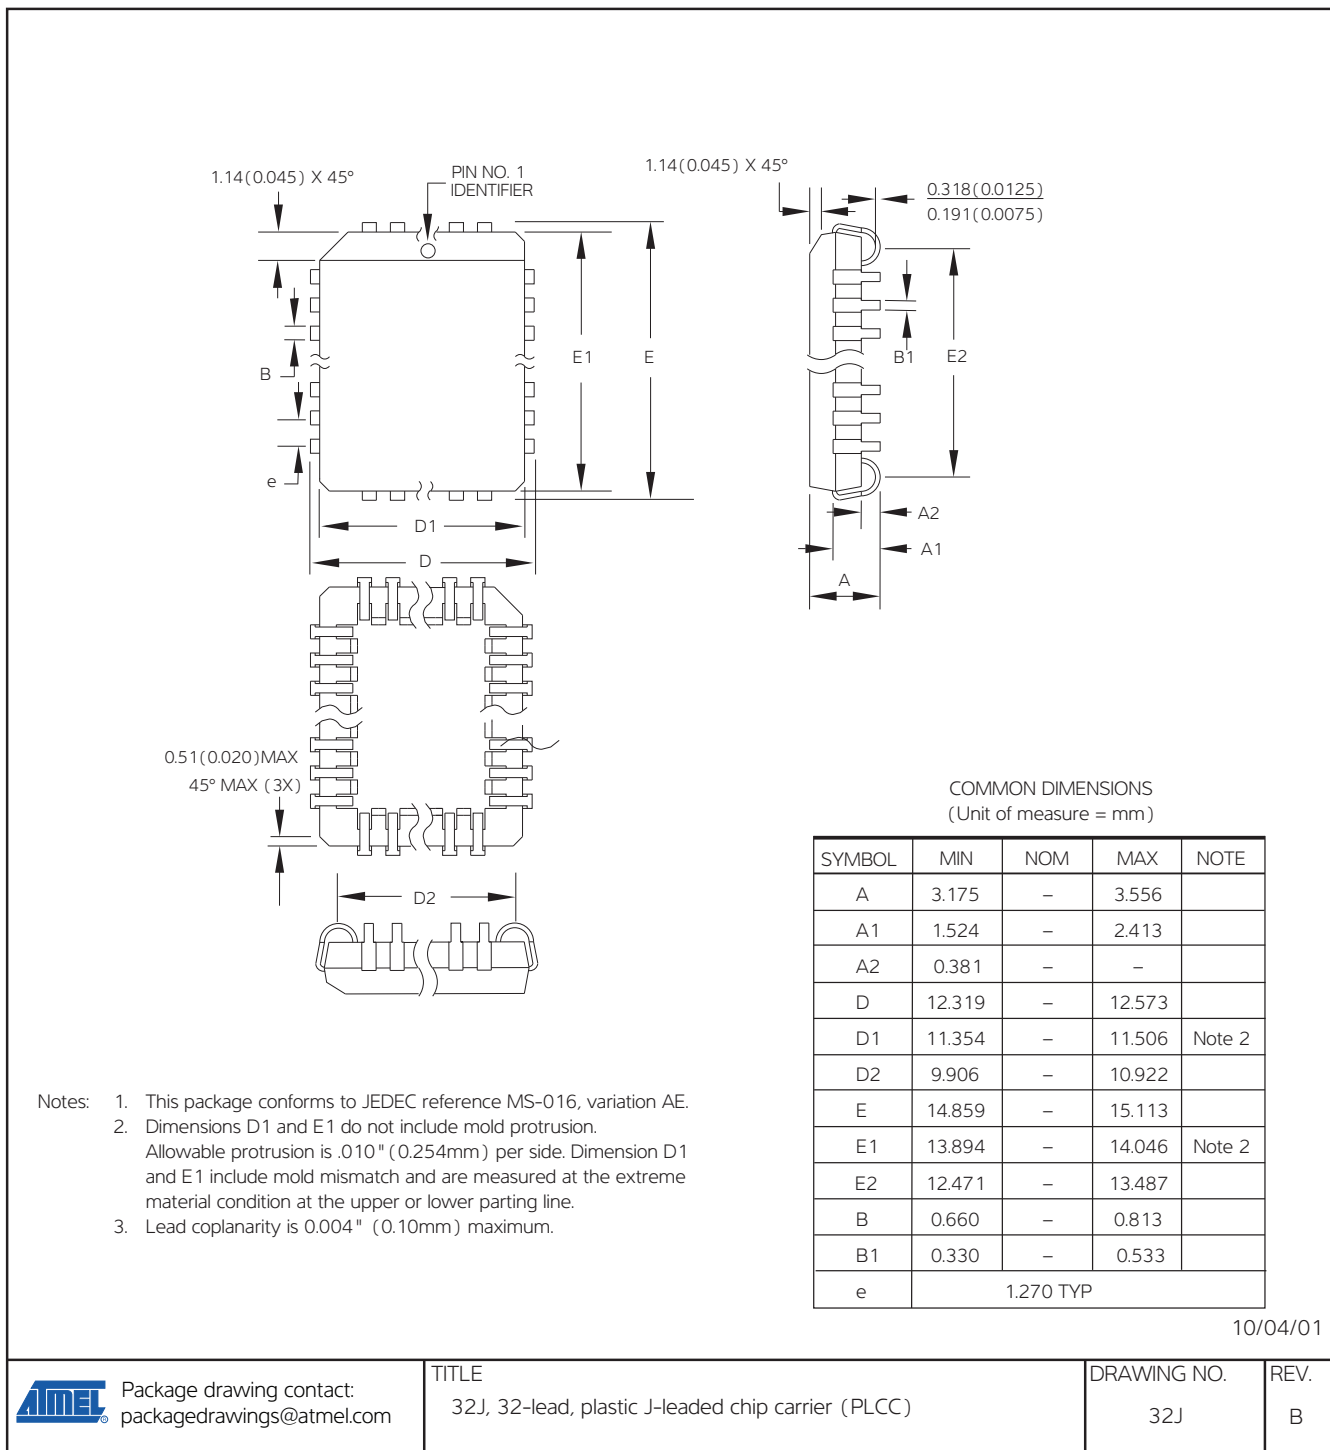 1.14(0.045) X 45°
PIN NO. 1
IDENTIFIER
1.14(0.045) X 45°
0.318(0.0125)
0.191(0.0075)
E1
E
B1
E2
B
e
D1
D
A2
A1
A
0.51(0.020)MAX
45° MAX (3X)
D2
COMMON DIMENSIONS
(Unit of measure = mm)
SYMBOL MIN NOM MAX NOTE
A 3.175 – 3.556
A1 1.524 – 2.413
A2 0.381 – –
D 12.319 – 12.573
D1 11.354 – 11.506 Note 2
D2 9.906 – 10.922
E 14.859 – 15.113
E1 13.894 – 14.046 Note 2
E2 12.471 – 13.487
B 0.660 – 0.813
B1 0.330 – 0.533
e 1.270 TYP
Notes: 1. This package conforms to JEDEC reference MS-016, variation AE.
2. Dimensions D1 and E1 do not include mold protrusion.
Allowable protrusion is .010"(0.254mm) per side. Dimension D1
and E1 include mold mismatch and are measured at the extreme
material condition at the upper or lower parting line.
3. Lead coplanarity is 0.004" (0.10mm) maximum.
10/04/01
ATMEL ®
Package drawing contact:
packagedrawings@atmel.com
TITLE
32J, 32-lead, plastic J-leaded chip carrier (PLCC)
DRAWING NO.
32J
REV.
B